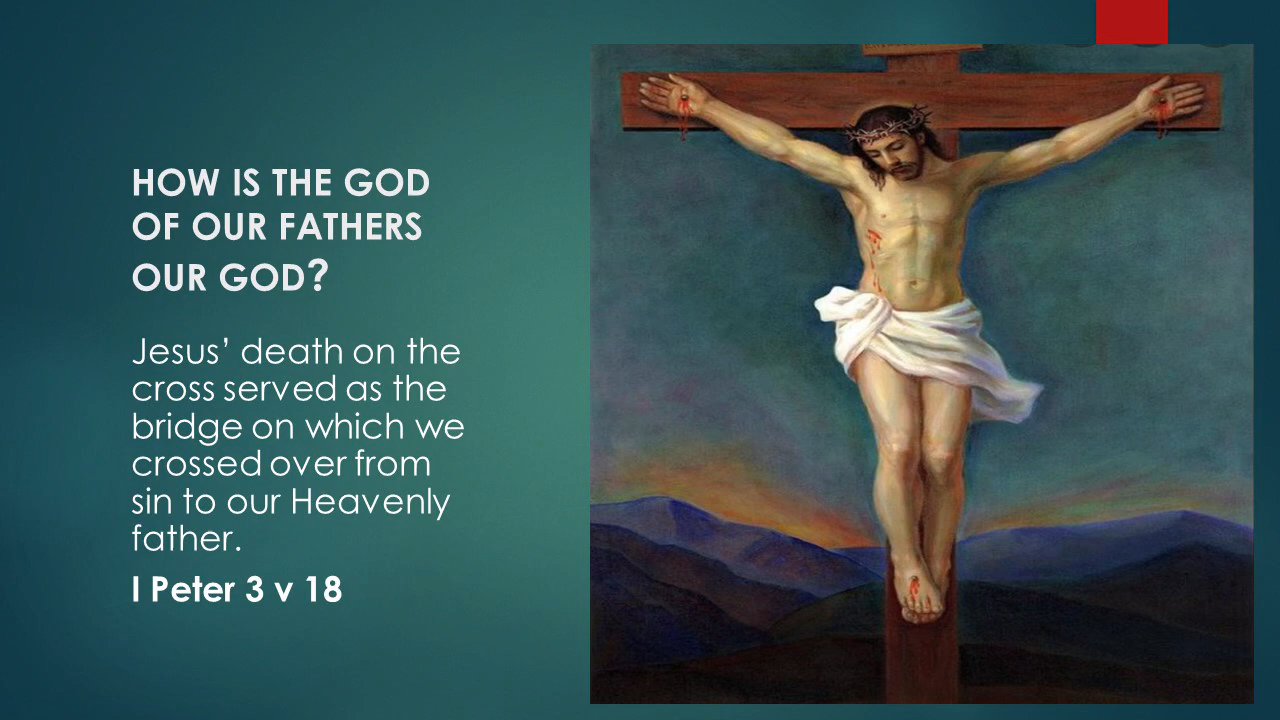 HOW IS THE GOD
OF OUR FATHERS
OUR GOD?
Jesus’ death on the
cross served as the
bridge on which we
crossed over from
sin to our Heavenly
father.
I Peter 3 v 18